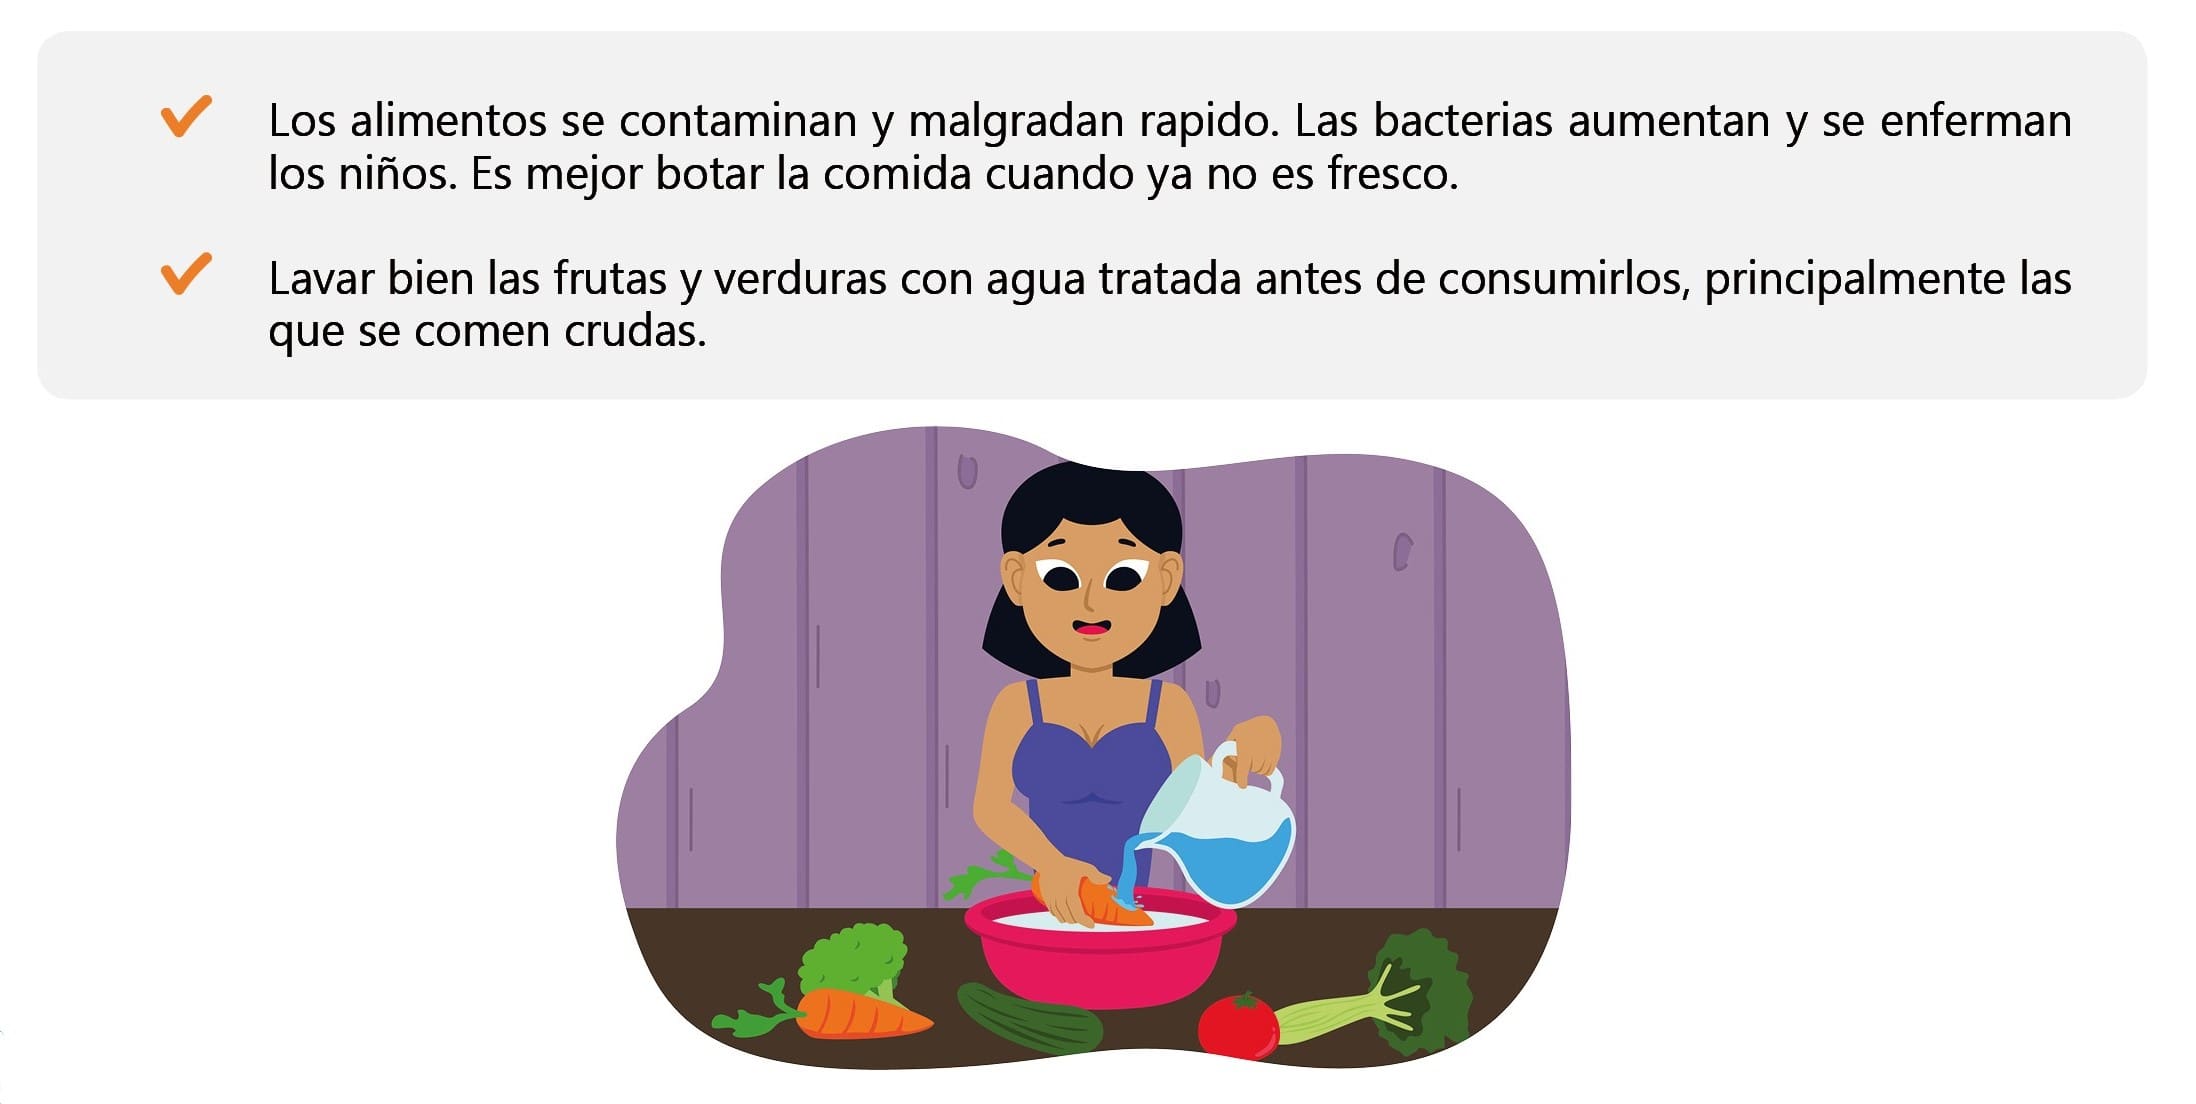 Los alimentos se contaminan y malgradan rapido. Las bacterias aumentan y se enferman
los niños. Es mejor botar la comida cuando ya no es fresco.
Lavar bien las frutas y verduras con agua tratada antes de consumirlos, principalmente las
que se comen crudas.